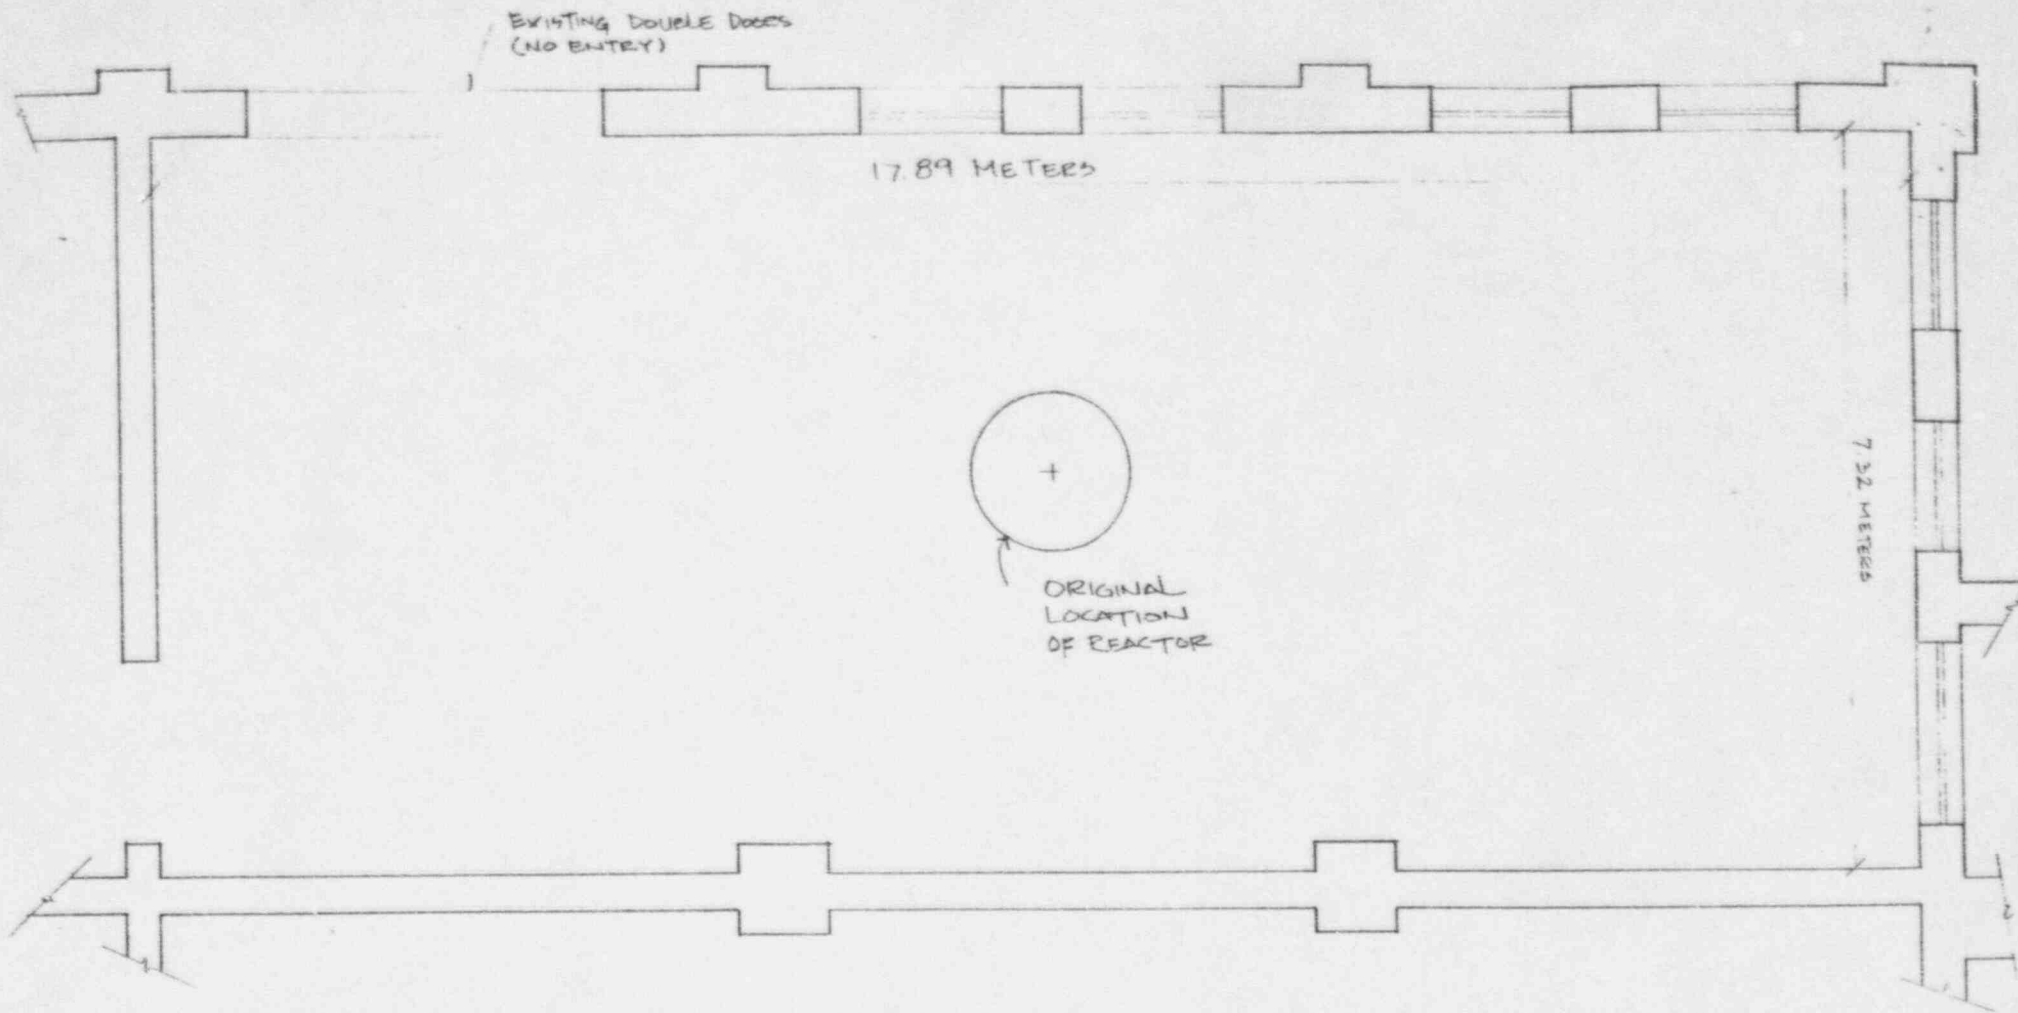 EXISTING DOUBLE DOORS
(NO ENTRY)
17.89 METERS
7.32 METERS
ORIGINAL
LOCATION
OF REACTOR